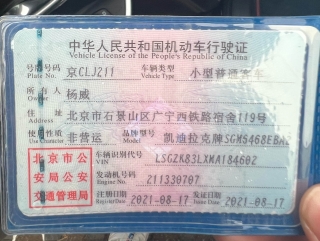 中华人民共和国机动车行驶证
Vehicle License of the People's Republic of China
号牌号码 京CLJ211 车辆类型 小型普通客
Plate No. Vehicle Type
所有人 杨威
Owner
住址 北京市石景山区广宁西铁路宿舍119号
Address
使用性质 非营运 品牌型号 凯迪拉克牌SGM6468EBX
Model
车辆识别代号 LSGZK83LXMA184602
VIN
发动机号码 211330707
Engine No.
注册日期 2021-08-17 发证日期 2021-08-17
Register Date Issue Date
北京市公
安局公安
交通管理局